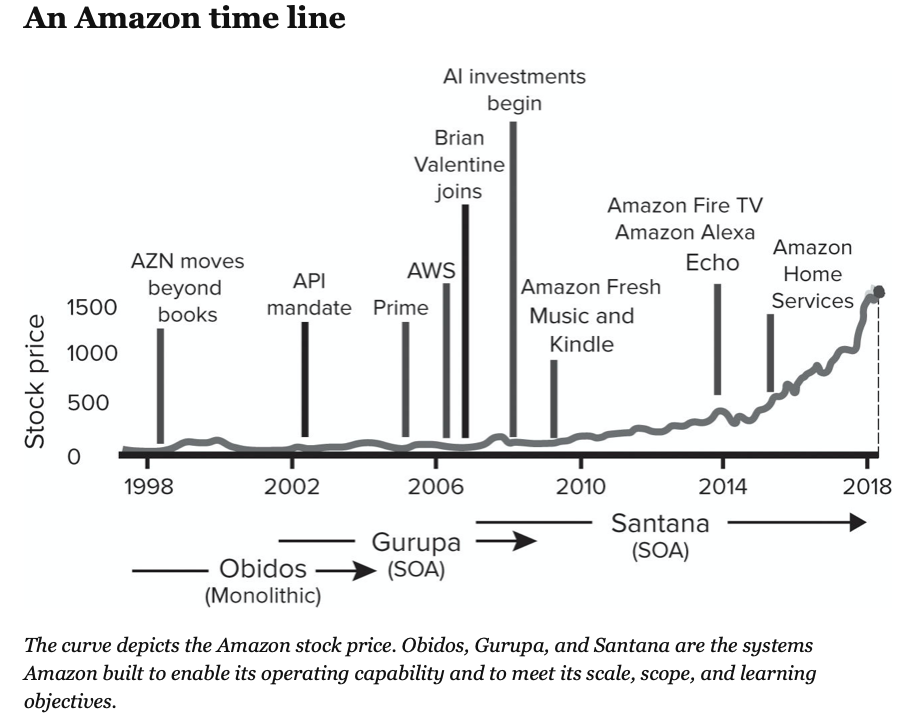 An Amazon time line
AI investments
begin
Brian
Valentine
joins
Amazon Fire TV
Amazon Alexa
Echo
Amazon
Home
Services
AZN moves
beyond
books
API
mandate
Prime
AWS
Amazon Fresh
Music and
Kindle
Stock price
1500
1000
500
0
1998
2002
2006
2010
2014
2018
Santana
(SOA)
Gurupa
(SOA)
Obidos
(Monolithic)
The curve depicts the Amazon stock price. Obidos, Gurupa, and Santana are the systems
Amazon built to enable its operating capability and to meet its scale, scope, and learning
objectives.